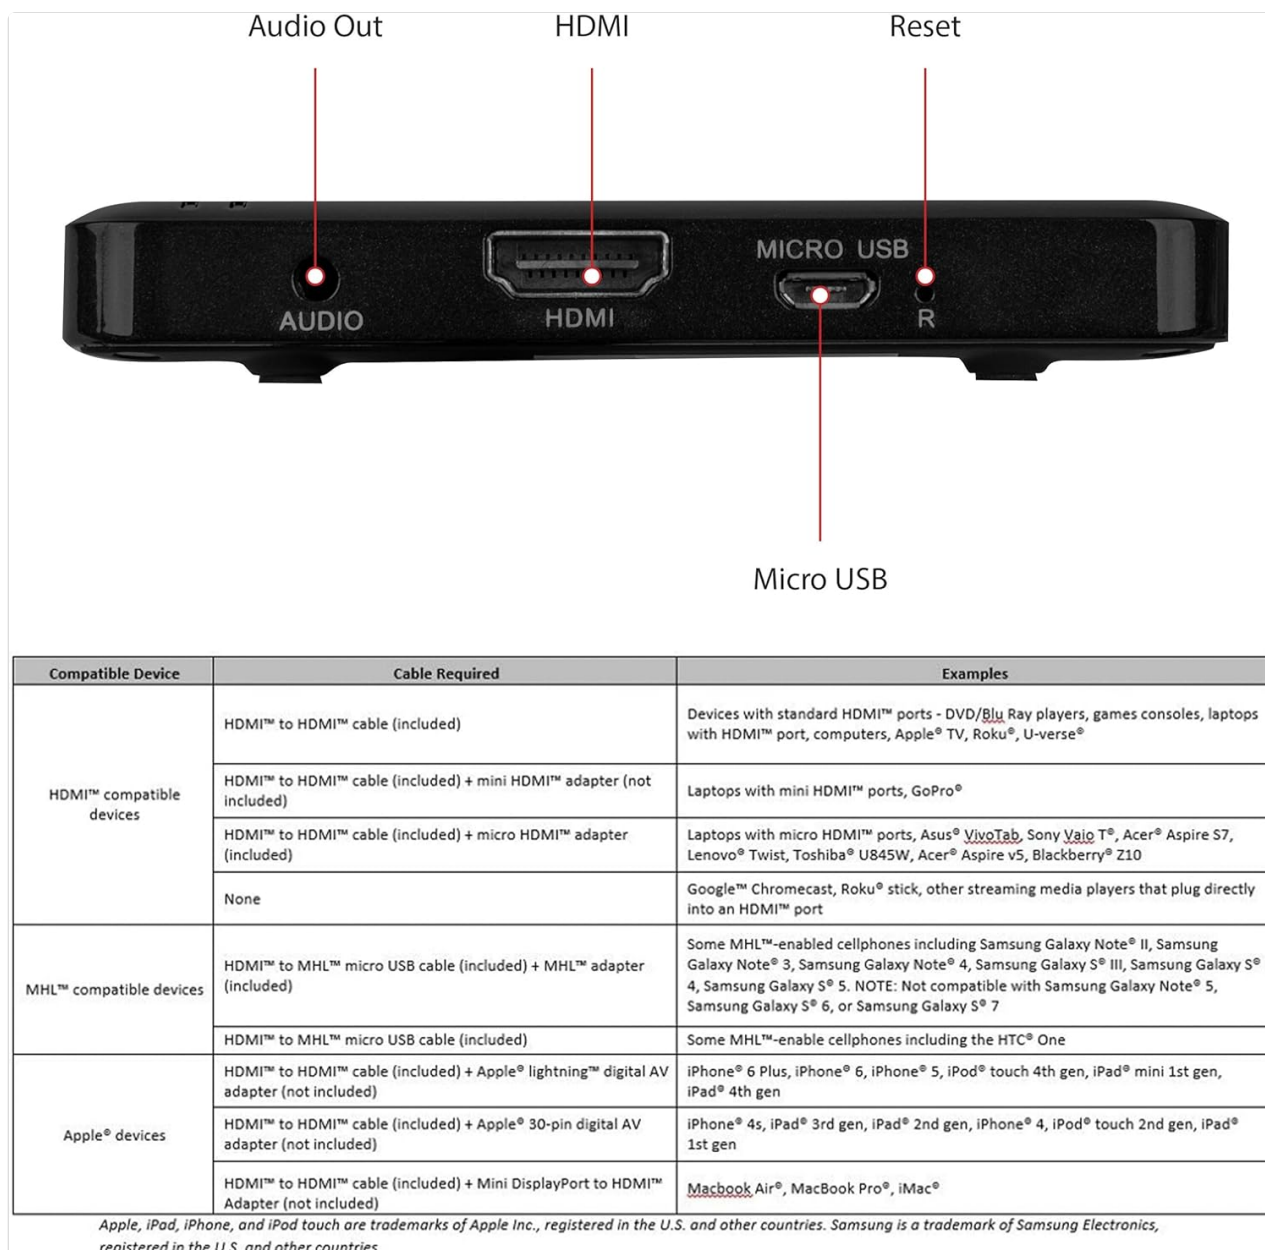 Audio Out
HDMI
Reset
MICRO USB
AUDIO
HDMI
R
Micro USB
Compatible Device
Cable Required
Examples
HDMI™ compatible
devices
HDMI™ to HDMI™ cable (included)
Devices with standard HDMI™ ports - DVD/Blu Ray players, games consoles, laptops
with HDMI™ port, computers, Apple® TV, Roku®, U-verse®
HDMI™ to HDMI™ cable (included) + mini HDMI™ adapter (not
included)
Laptops with mini HDMI™ ports, GoPro®
HDMI™ to HDMI™ cable (included) + micro HDMI™ adapter
(included)
Laptops with micro HDMI™ ports, Asus® VivoTab, Sony Vaio T®, Acer® Aspire S7,
Lenovo® Twist, Toshiba® U845W, Acer® Aspire v5, Blackberry® Z10
None
Google™ Chromecast, Roku® stick, other streaming media players that plug directly
into an HDMI™ port
MHL™ compatible devices
HDMI™ to MHL™ micro USB cable (included) + MHL™ adapter
(included)
Some MHL™-enabled cellphones including Samsung Galaxy Note® II, Samsung
Galaxy Note® 3, Samsung Galaxy Note® 4, Samsung Galaxy S® III, Samsung Galaxy S®
4, Samsung Galaxy S® 5. NOTE: Not compatible with Samsung Galaxy Note® 5,
Samsung Galaxy S® 6, or Samsung Galaxy S® 7
HDMI™ to MHL™ micro USB cable (included)
Some MHL™-enable cellphones including the HTC® One
Apple® devices
HDMI™ to HDMI™ cable (included) + Apple® lightning™ digital AV
adapter (not included)
iPhone® 6 Plus, iPhone® 6, iPhone® 5, iPod® touch 4th gen, iPad® mini 1st gen,
iPad® 4th gen
HDMI™ to HDMI™ cable (included) + Apple® 30-pin digital AV
adapter (not included)
iPhone® 4s, iPad® 3rd gen, iPad® 2nd gen, iPhone® 4, iPod® touch 2nd gen, iPad®
1st gen
HDMI™ to HDMI™ cable (included) + Mini DisplayPort to HDMI™
Adapter (not included)
Macbook Air®, MacBook Pro®, iMac®
Apple, iPad, iPhone, and iPod touch are trademarks of Apple Inc., registered in the U.S. and other countries. Samsung is a trademark of Samsung Electronics,
registered in the U.S. and other countries.